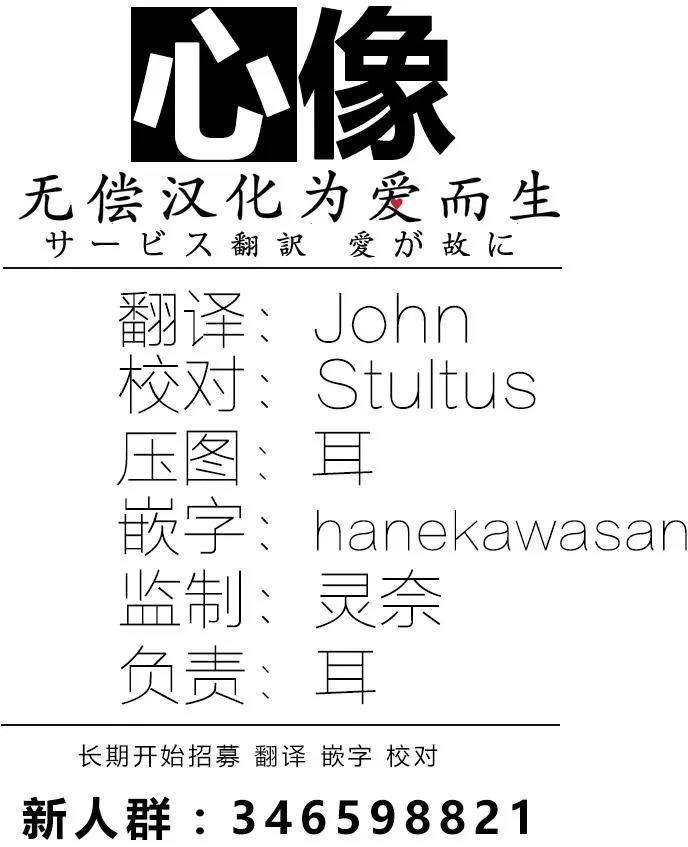 心像
无偿汉化为爱而生
サービス翻訳 愛が故に
翻译：John
校对：Stultus
压图：耳
嵌字：hanekawasan
监制：灵奈
负责：耳
长期开始招募 翻译 嵌字 校对
新人群：346598821